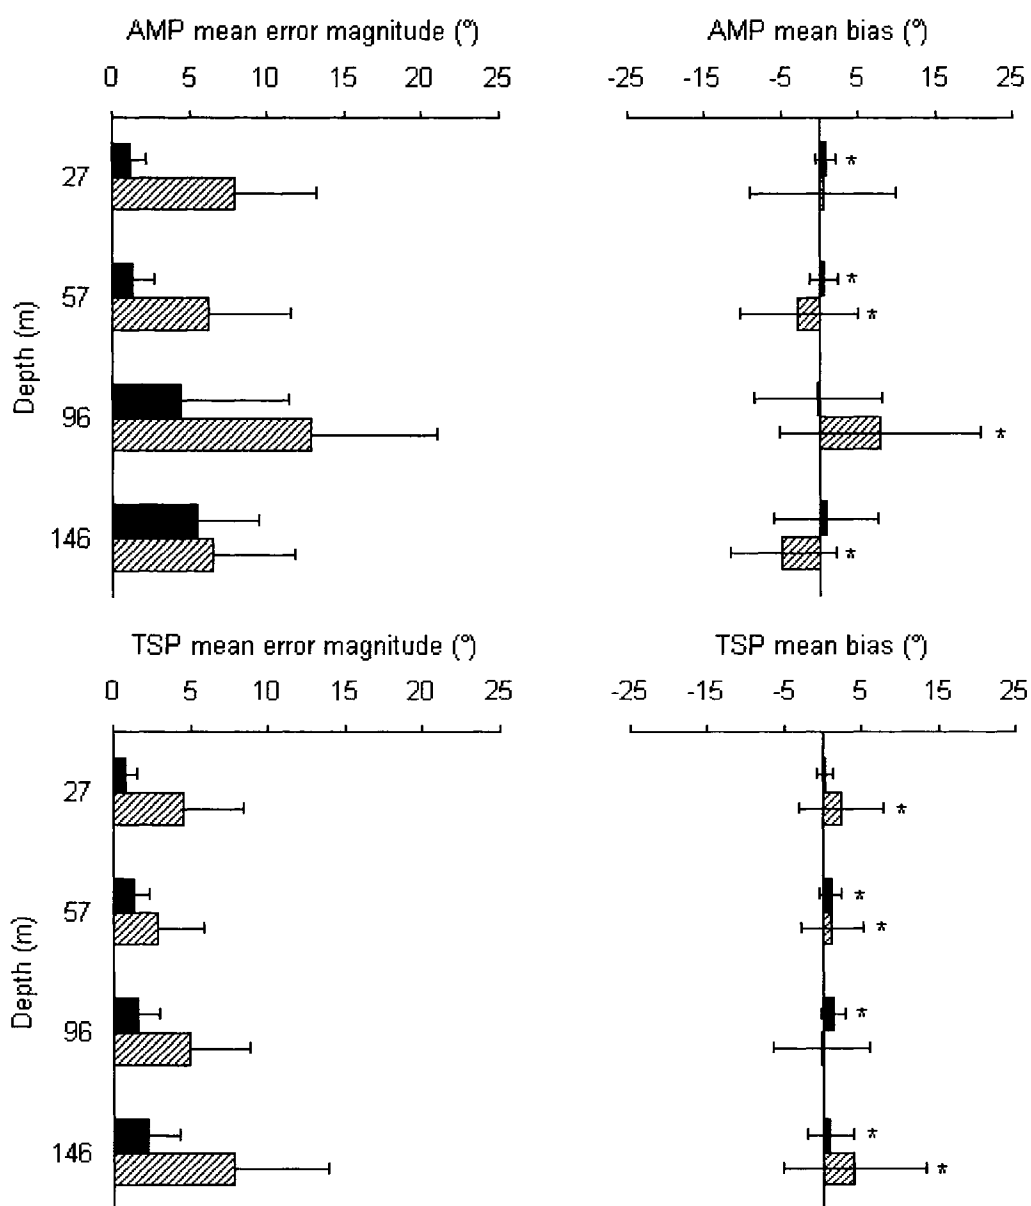 AMP mean error magnitude (°)
0 5 10 15 20 25
Depth (m)
27
57
96
146
AMP mean bias (°)
-25 -15 -5 5 15 25
*
*
*
*
*
TSP mean error magnitude (°)
0 5 10 15 20 25
Depth (m)
27
57
96
146
TSP mean bias (°)
-25 -15 -5 5 15 25
*
*
*
*
*
*